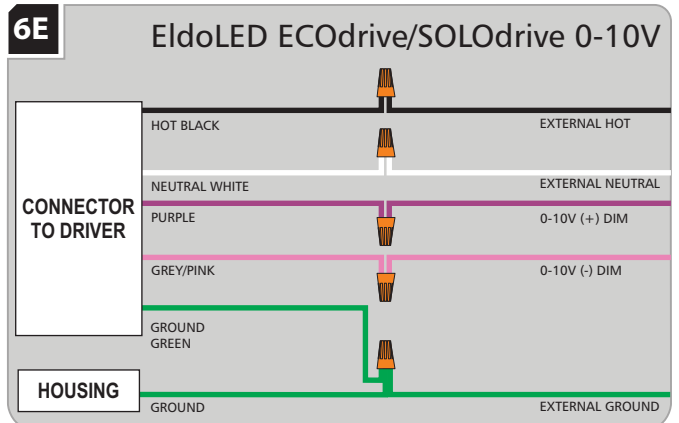 6E
EldoLED ECOdrive/SOLOdrive 0-10V
HOT BLACK
EXTERNAL HOT
NEUTRAL WHITE
EXTERNAL NEUTRAL
CONNECTOR
TO DRIVER
PURPLE
0-10V (+) DIM
GREY/PINK
0-10V (-) DIM
GROUND
GREEN
HOUSING
GROUND
EXTERNAL GROUND